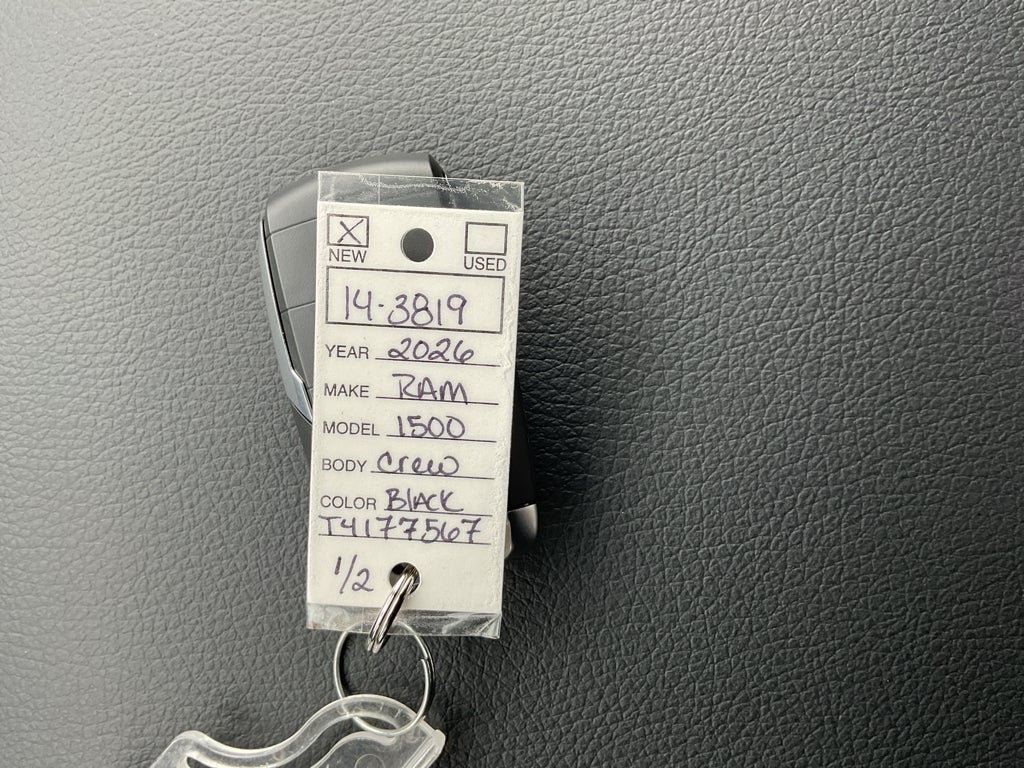 X
NEW USED
14-3819
YEAR 2026
MAKE RAM
MODEL 1500
BODY Crew
COLOR BLACK
T4177567
1/2